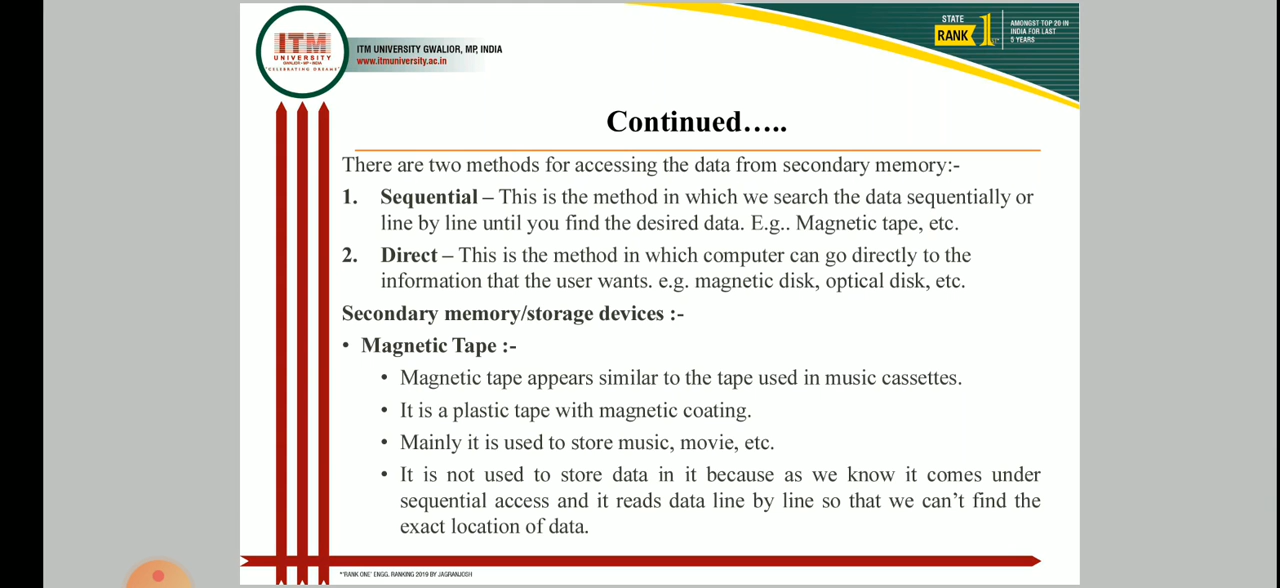 ITM
UNIVERSITY
GWALIOR • MP • INDIA
"CELEBRATING DREAMS"
ITM UNIVERSITY GWALIOR, MP, INDIA
www.itmuniversity.ac.in
STATE
RANK 1
AMONGST TOP 20 IN
INDIA FOR LAST
5 YEARS
Continued…..
There are two methods for accessing the data from secondary memory:-
1. Sequential – This is the method in which we search the data sequentially or
line by line until you find the desired data. E.g.. Magnetic tape, etc.
2. Direct – This is the method in which computer can go directly to the
information that the user wants. e.g. magnetic disk, optical disk, etc.
Secondary memory/storage devices :-
• Magnetic Tape :-
• Magnetic tape appears similar to the tape used in music cassettes.
• It is a plastic tape with magnetic coating.
• Mainly it is used to store music, movie, etc.
• It is not used to store data in it because as we know it comes under
sequential access and it reads data line by line so that we can't find the
exact location of data.
*"RANK ONE" ENGG. RANKING 2019 BY JAGRANJOSH